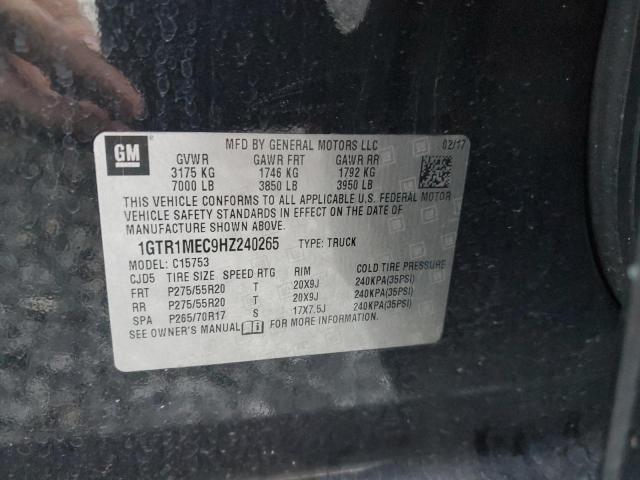 GM
MFD BY GENERAL MOTORS LLC 02/17
GVWR GAWR FRT GAWR RR
3175 KG 1746 KG 1792 KG
7000 LB 3850 LB 3950 LB
THIS VEHICLE CONFORMS TO ALL APPLICABLE U.S. FEDERAL MOTOR
VEHICLE SAFETY STANDARDS IN EFFECT ON THE DATE OF
MANUFACTURE SHOWN ABOVE.
1GTR1MEC9HZ240265 TYPE: TRUCK
MODEL: C15753
CJD5 TIRE SIZE SPEED RTG RIM COLD TIRE PRESSURE
FRT P275/55R20 T 20X9J 240KPA(35PSI)
RR P275/55R20 T 20X9J 240KPA(35PSI)
SPA P265/70R17 S 17X7.5J 240KPA(35PSI)
SEE OWNER'S MANUAL FOR MORE INFORMATION.